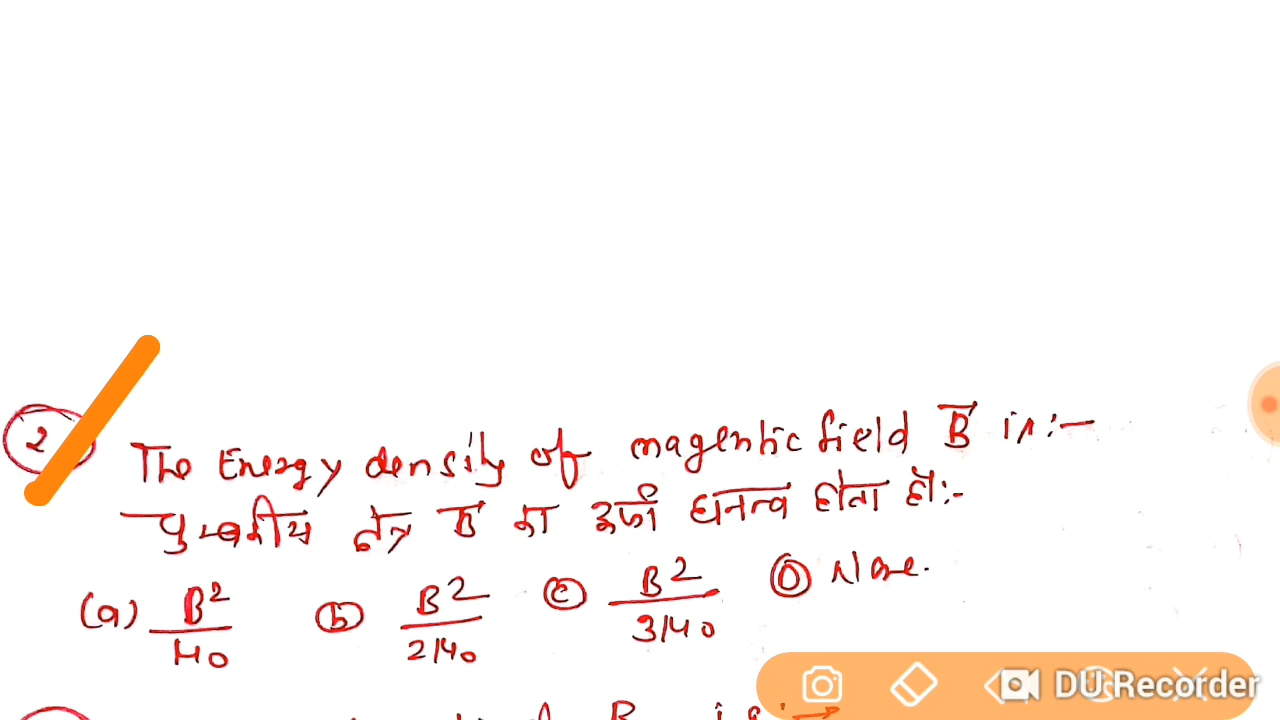 2 The Energy density of magentic field B is:-
चुम्बकीय क्षेत्र B का ऊर्जा घनत्व होता है:-
(a) B²/μ0 (b) B²/2μ0 (c) B²/3μ0 (D) None.
B is:→
DU Recorder